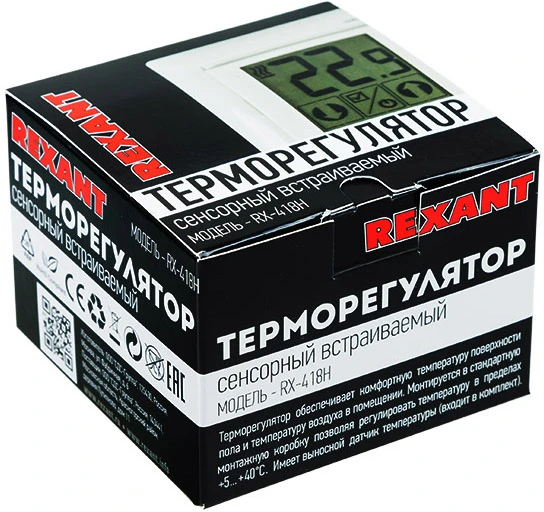 22.9
REXANT
ТЕРМОРЕГУЛЯТОР
СЕНСОРНЫЙ ВСТРАИВАЕМЫЙ
МОДЕЛЬ - RX-418H
REXANT
ТЕРМОРЕГУЛЯТОР
СЕНСОРНЫЙ ВСТРАИВАЕМЫЙ
МОДЕЛЬ - RX-418H
CE
EAC
REXANT
ТЕРМОРЕГУЛЯТОР
СЕНСОРНЫЙ ВСТРАИВАЕМЫЙ
МОДЕЛЬ - RX-418H
Терморегулятор обеспечивает комфортную температуру поверхности
пола и температуру воздуха в помещении. Монтируется в стандартную
монтажную коробку позволяя регулировать температуру в пределах
+5... +40°C. Имеет выносной датчик температуры (входит в комплект).